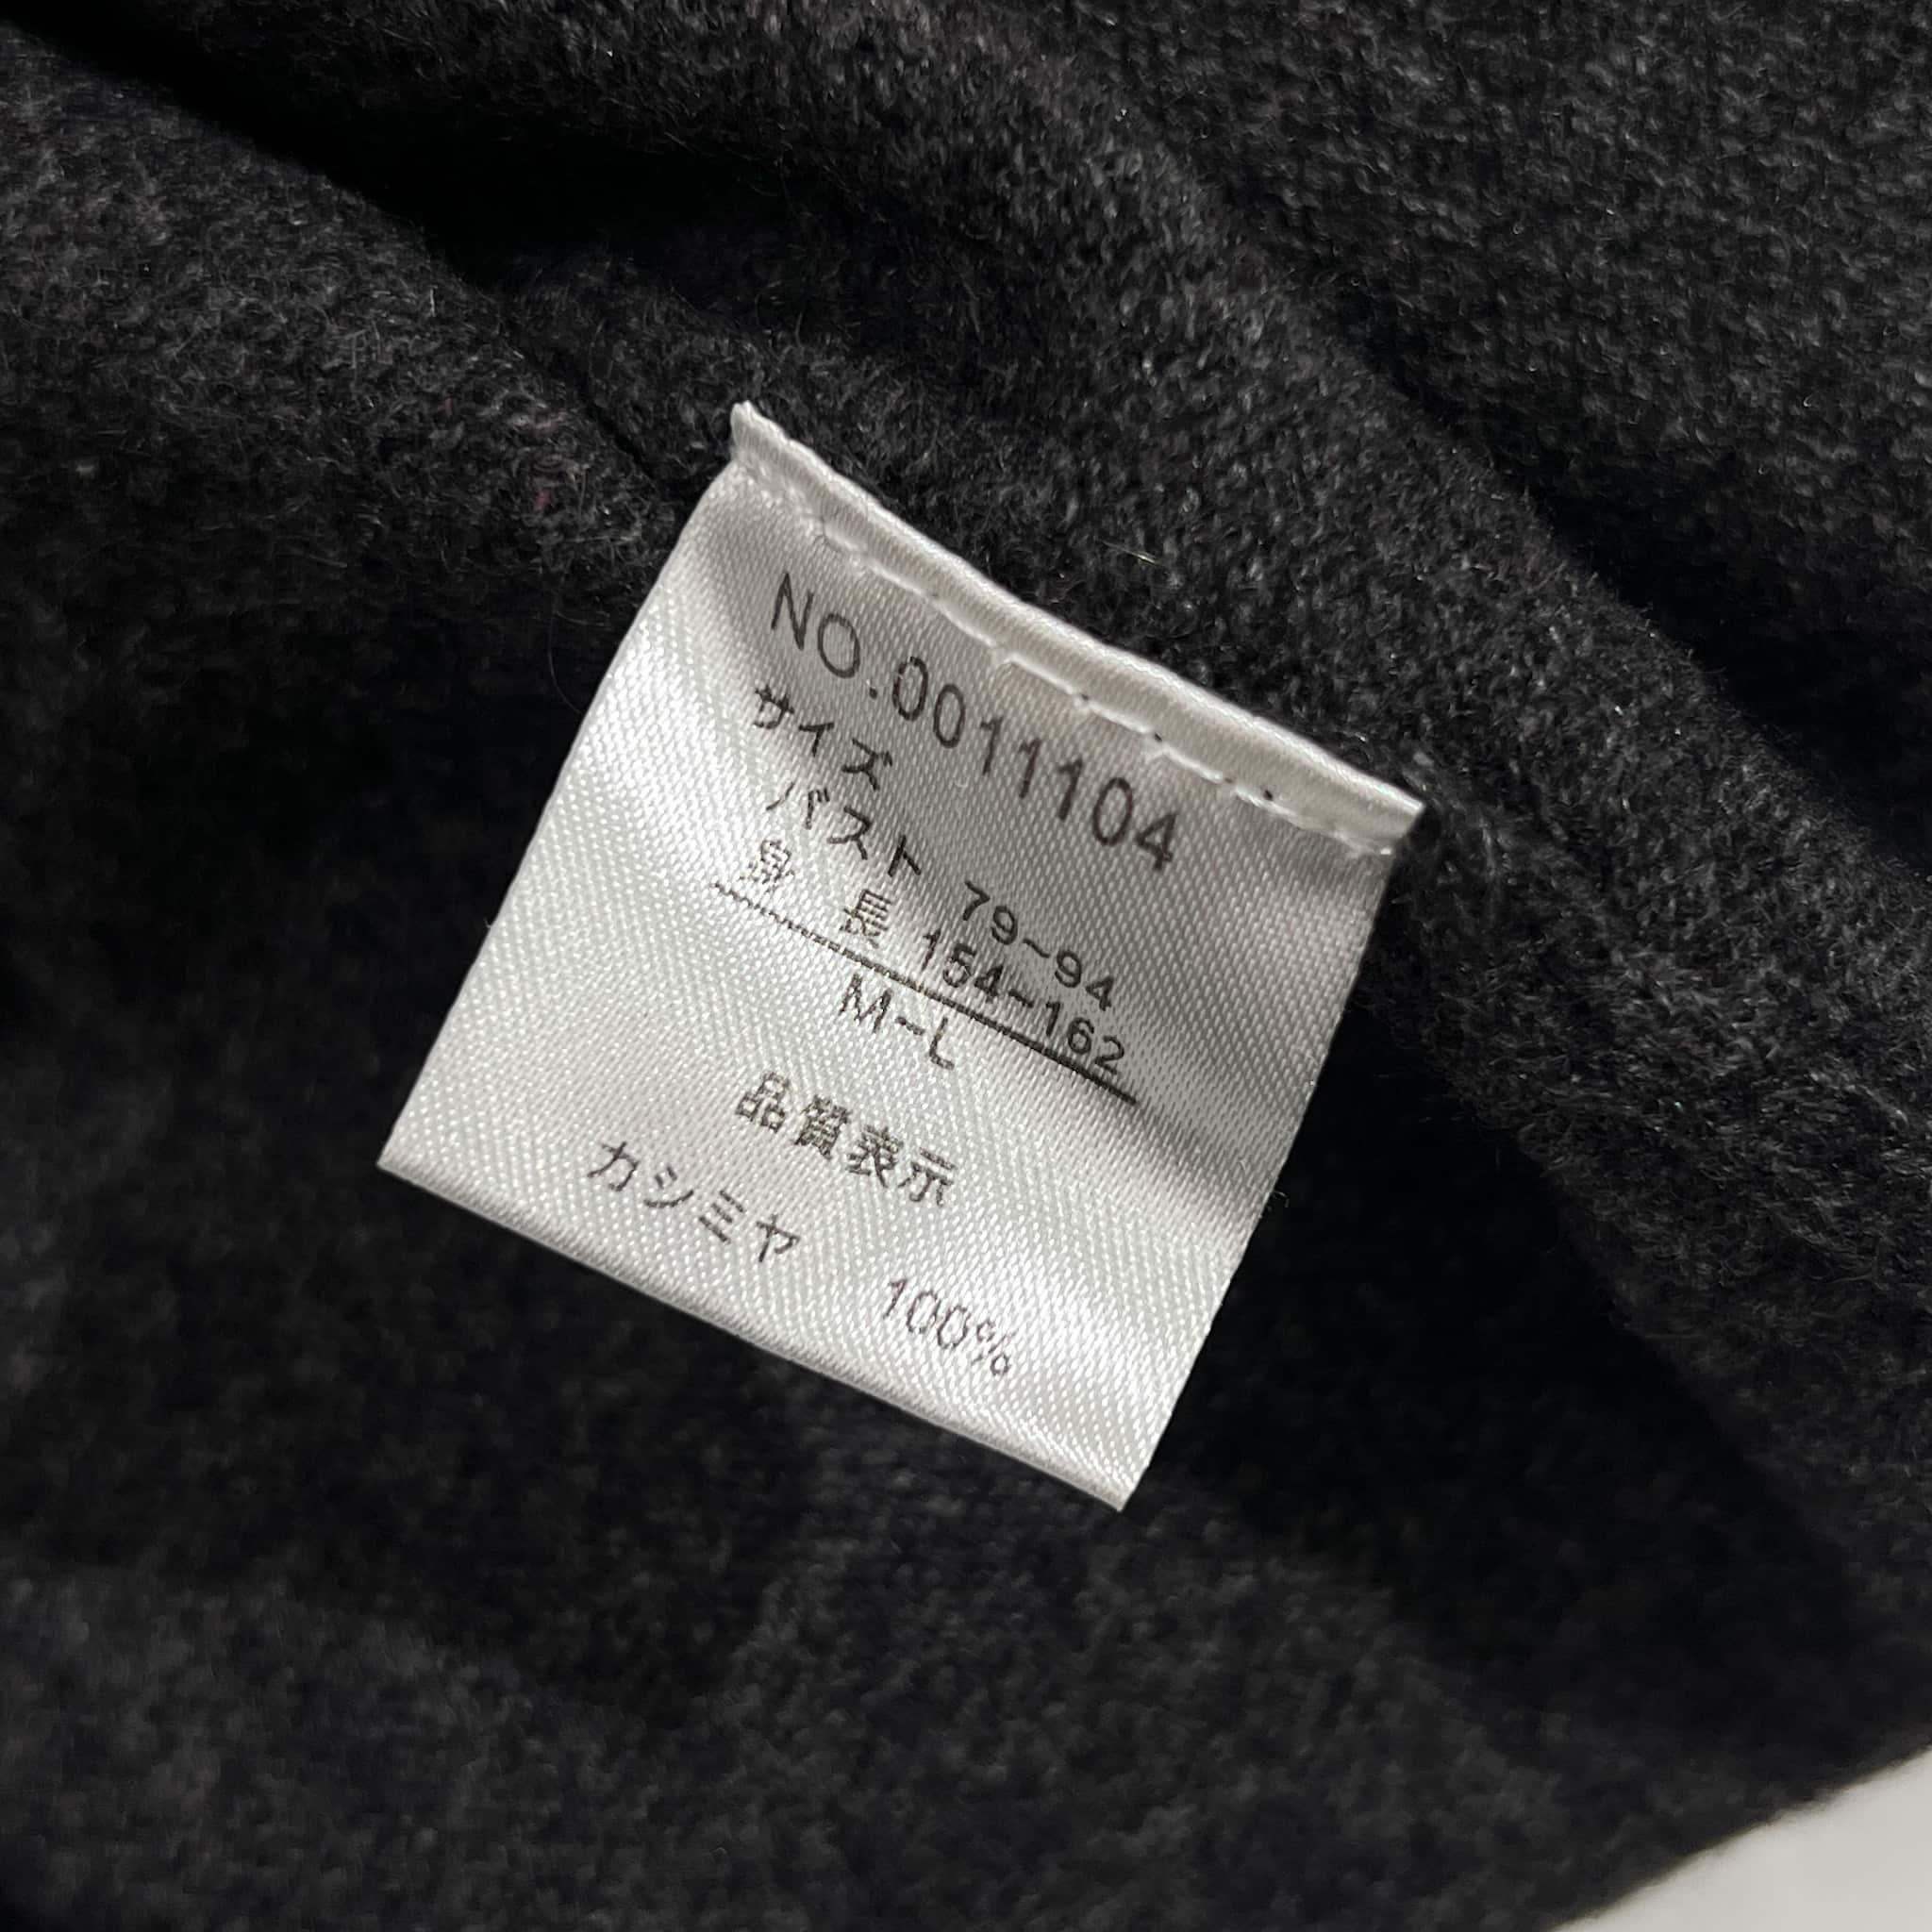 NO.0011104
サイズ
バスト 79~94
身 長 154~162
M~L
品質表示
カシミヤ 100%